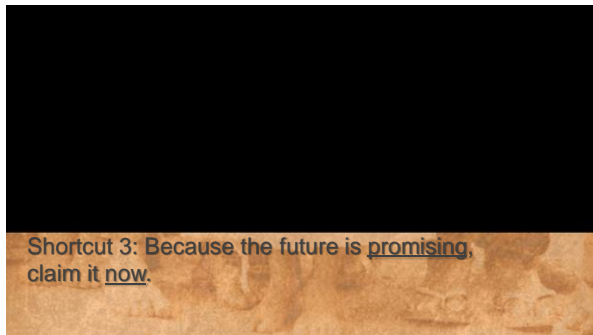 Shortcut 3: Because the future is promising,
claim it now.